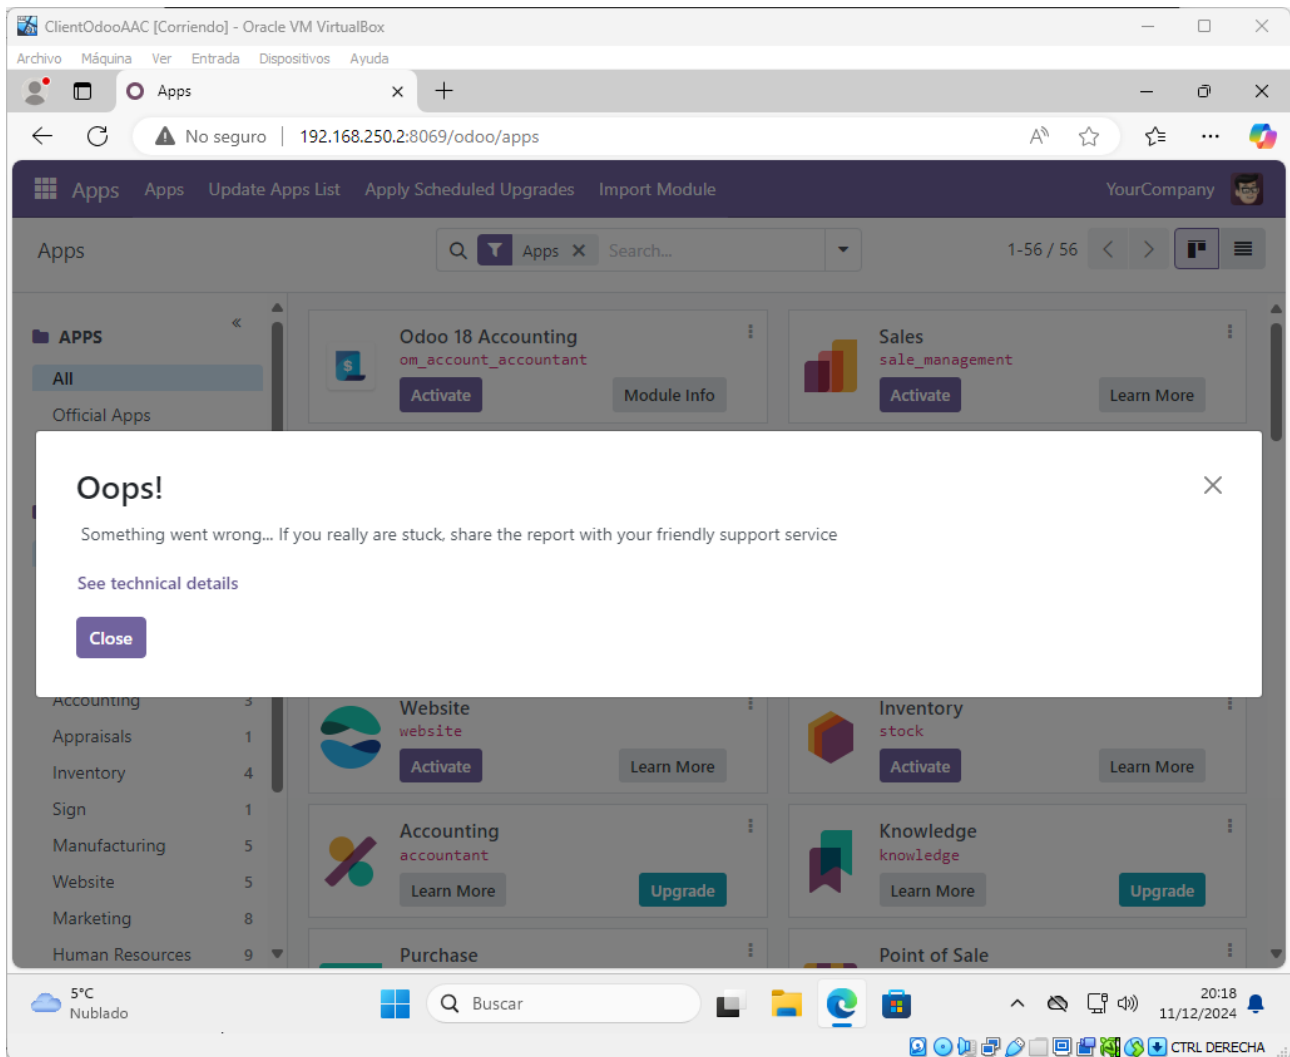 ClientOdooAAC [Corriendo] - Oracle VM VirtualBox
Archivo Máquina Ver Entrada Dispositivos Ayuda
Apps
No seguro 192.168.250.2:8069/odoo/apps
Apps Apps Update Apps List Apply Scheduled Upgrades Import Module YourCompany
Apps Apps Search... 1-56 / 56
APPS
All
Official Apps
Odoo 18 Accounting
om_account_accountant
Activate Module Info
Sales
sale_management
Activate Learn More
Oops!
Something went wrong... If you really are stuck, share the report with your friendly support service
See technical details
Close
Accounting 3
Appraisals 1
Inventory 4
Sign 1
Manufacturing 5
Website 5
Marketing 8
Human Resources 9
Website
website
Activate Learn More
Inventory
stock
Activate Learn More
Accounting
accountant
Learn More Upgrade
Knowledge
knowledge
Learn More Upgrade
Purchase
Point of Sale
5°C
Nublado
Buscar
20:18
11/12/2024
CTRL DERECHA